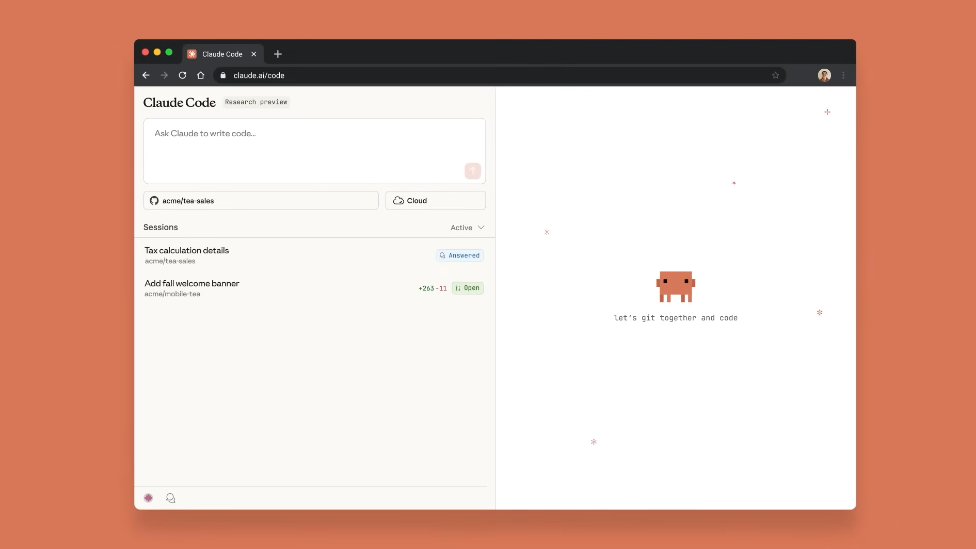 Claude Code
claude.ai/code
Claude Code Research preview
Ask Claude to write code...
acme/tea-sales
Cloud
Sessions
Active
Tax calculation details
acme/tea-sales
Answered
Add fall welcome banner
acme/mobile-tea
+263 -11
Open
let's git together and code